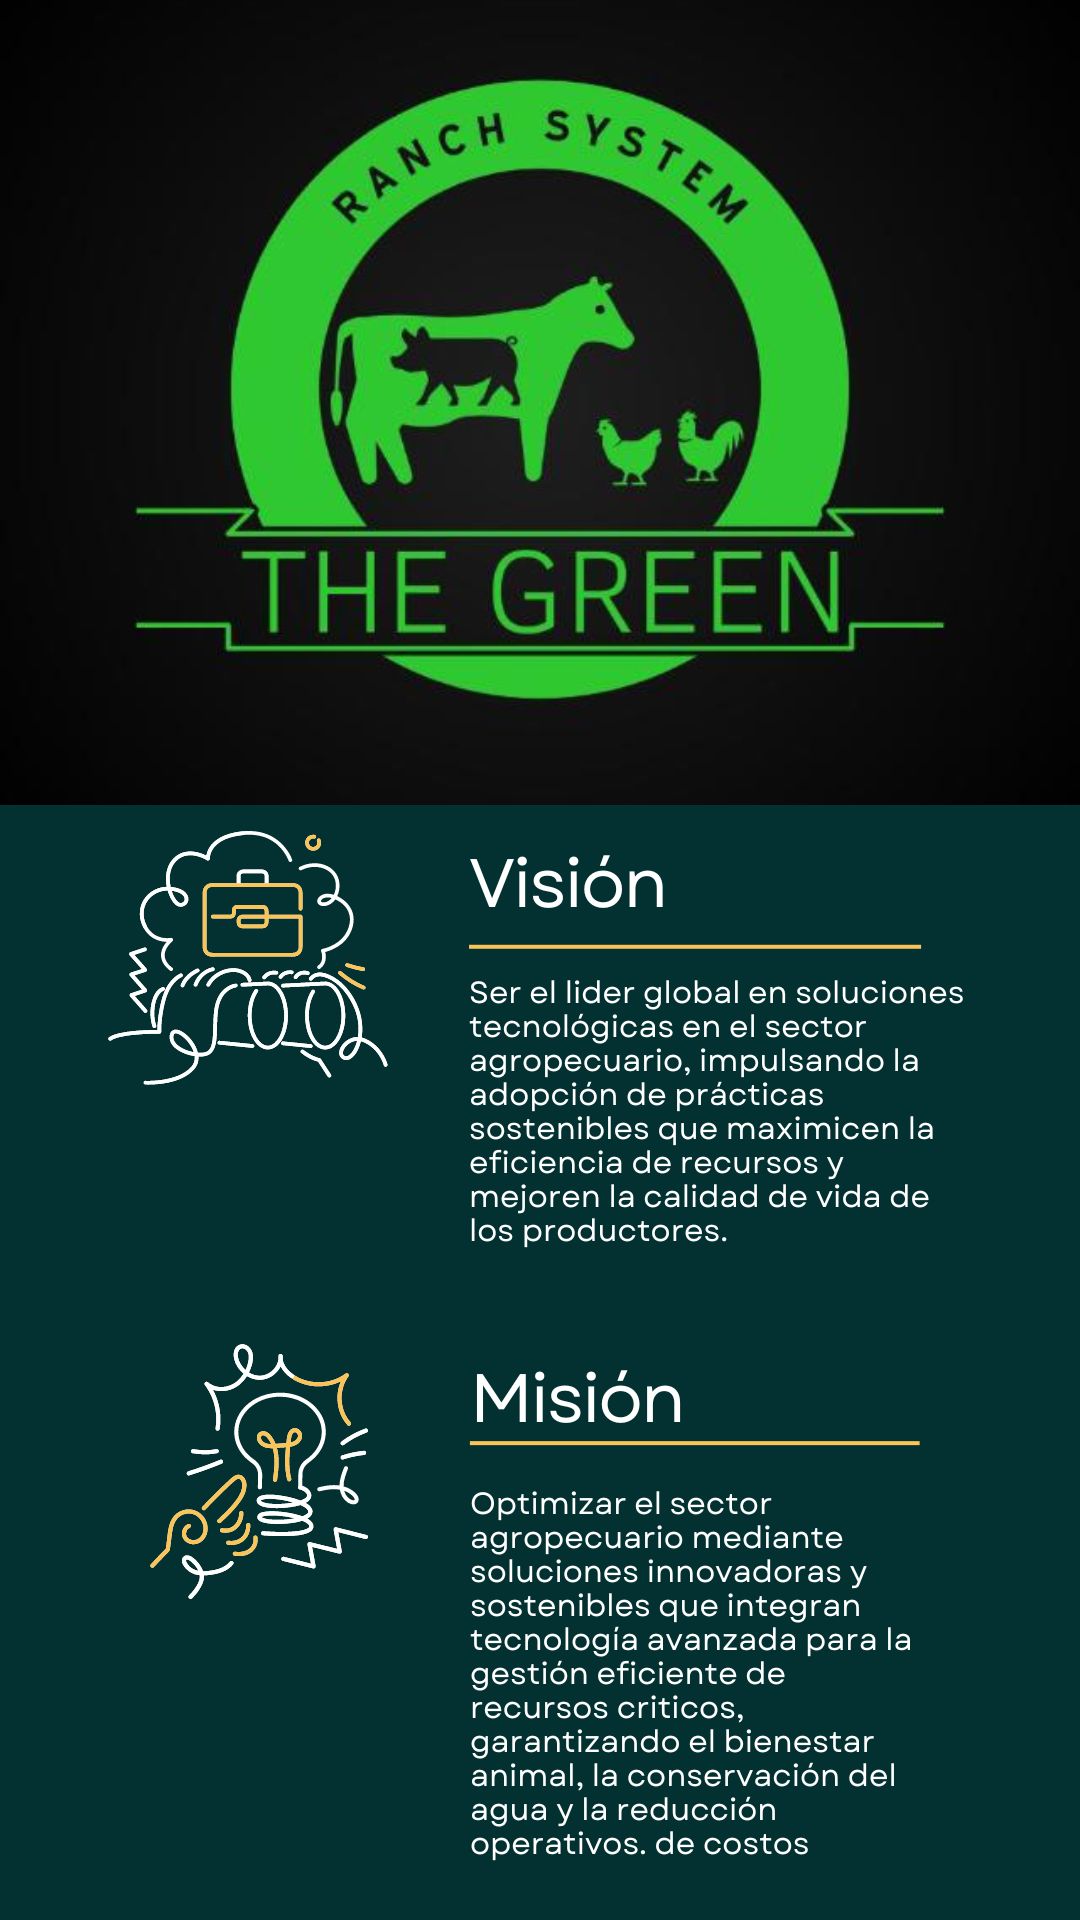 RANCH SYSTEM
THE GREEN
Visión
Ser el lider global en soluciones
tecnológicas en el sector
agropecuario, impulsando la
adopción de prácticas
sostenibles que maximicen la
eficiencia de recursos y
mejoren la calidad de vida de
los productores.
Misión
Optimizar el sector
agropecuario mediante
soluciones innovadoras y
sostenibles que integran
tecnología avanzada para la
gestión eficiente de
recursos criticos,
garantizando el bienestar
animal, la conservación del
agua y la reducción
operativos. de costos